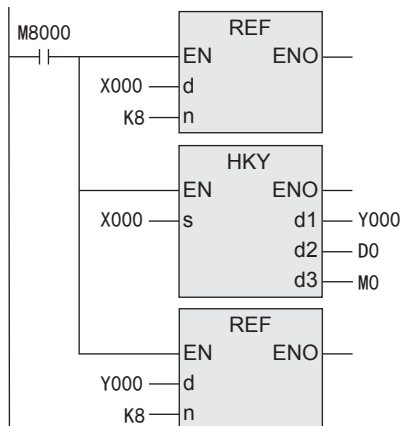 M8000
REF
EN ENO
X000 d
K8 n
HKY
EN ENO
X000 s d1 Y000
d2 D0
d3 M0
REF
EN ENO
Y000 d
K8 n